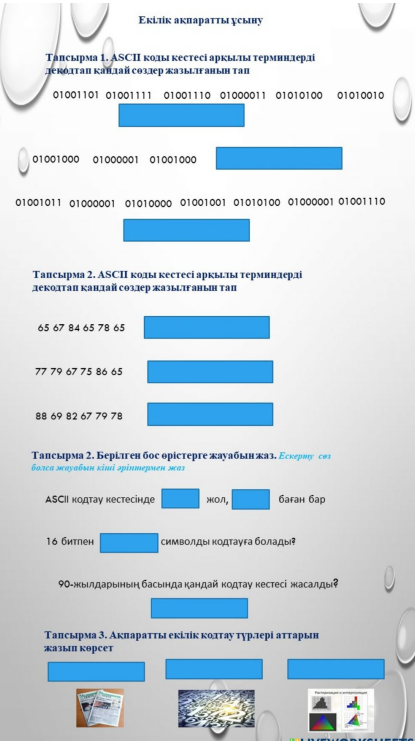 Екілік ақпаратты ұсыну
Тапсырма 1. ASCII коды кестесі арқылы терминдерді
декодтап қандай сөздер жазылғанын тап
01001101 01001111 01001110 01000011 01010100 01010010
01001000 01000001 01001000
01001011 01000001 01010000 01001001 01010100 01000001 01001110
Тапсырма 2. ASCII коды кестесі арқылы терминдерді
декодтап қандай сөздер жазылғанын тап
65 67 84 65 78 65
77 79 67 75 86 65
88 69 82 67 79 78
Тапсырма 2. Берілген бос өрістерге жауабын жаз. Ескерту сөз
болса жауабын кіші әріптермен жаз
ASCII кодтау кестесінде жол, баған бар
16 битпен символды кодтауға болады?
90-жылдарының басында қандай кодтау кестесі жасалды?
Тапсырма 3. Ақпаратты екілік кодтау түрлері аттарын
жазып көрсет
LIVEWORKSHEETS